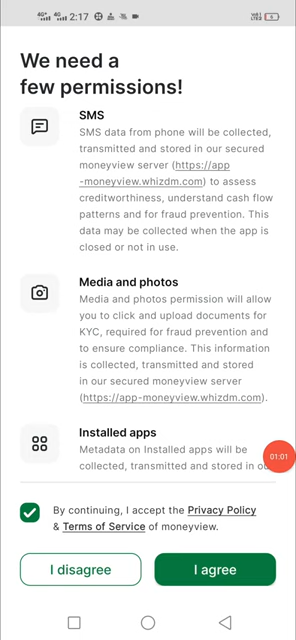 4G+ 4G 2:17 6
We need a
few permissions!
SMS
SMS data from phone will be collected,
transmitted and stored in our secured
moneyview server (https://app
-moneyview.whizdm.com) to assess
creditworthiness, understand cash flow
patterns and for fraud prevention. This
data may be collected when the app is
closed or not in use.
Media and photos
Media and photos permission will allow
you to click and upload documents for
KYC, required for fraud prevention and
to ensure compliance. This information
is collected, transmitted and stored
in our secured moneyview server
(https://app-moneyview.whizdm.com).
Installed apps
Metadata on Installed apps will be
collected, transmitted and stored in
01:01
By continuing, I accept the Privacy Policy
& Terms of Service of moneyview.
I disagree I agree